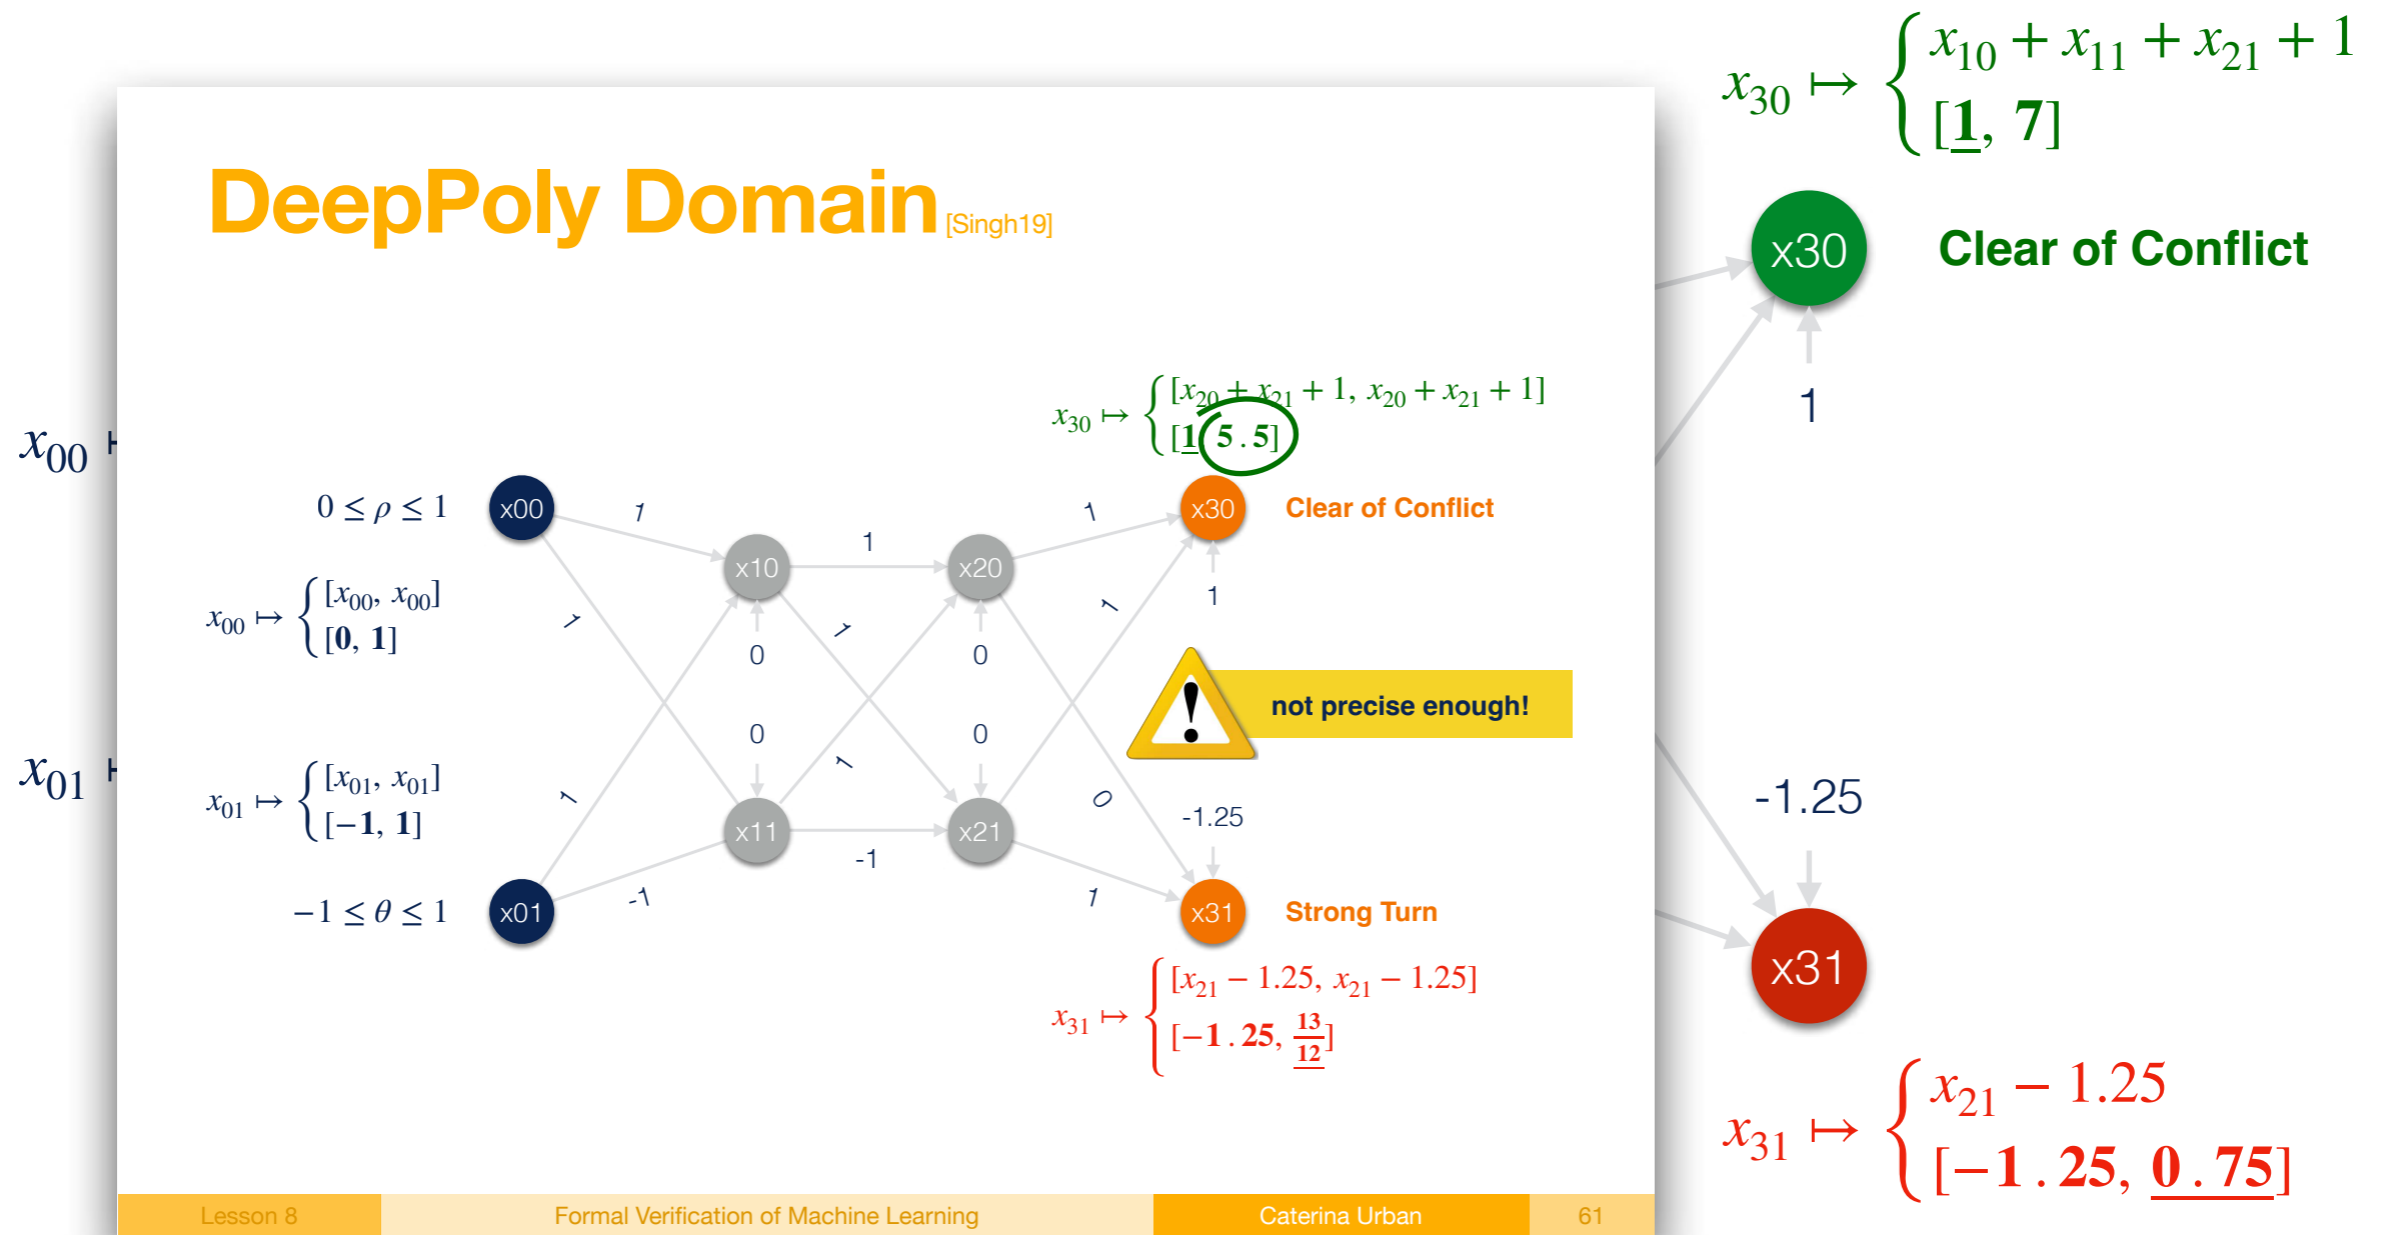 x30 ↦ { x10 + x11 + x21 + 1
[1, 7]
x30
Clear of Conflict
1
x00 ↦
x01 ↦
DeepPoly Domain [Singh19]
x30 ↦ { [x20 + x21 + 1, x20 + x21 + 1]
[1, 5.5]
0 ≤ ρ ≤ 1
x00
1
1
1
x30
Clear of Conflict
x10
x20
x00 ↦ { [x00, x00]
[0, 1]
1
1
1
1
0
0
not precise enough!
0
0
x01 ↦ { [x01, x01]
[−1, 1]
1
1
0
-1.25
x11
x21
-1
-1
1
−1 ≤ θ ≤ 1
x01
x31
Strong Turn
x31 ↦ { [x21 − 1.25, x21 − 1.25]
[−1.25, 13/12]
-1.25
x31
x31 ↦ { x21 − 1.25
[−1.25, 0.75]
Lesson 8
Formal Verification of Machine Learning
Caterina Urban
61